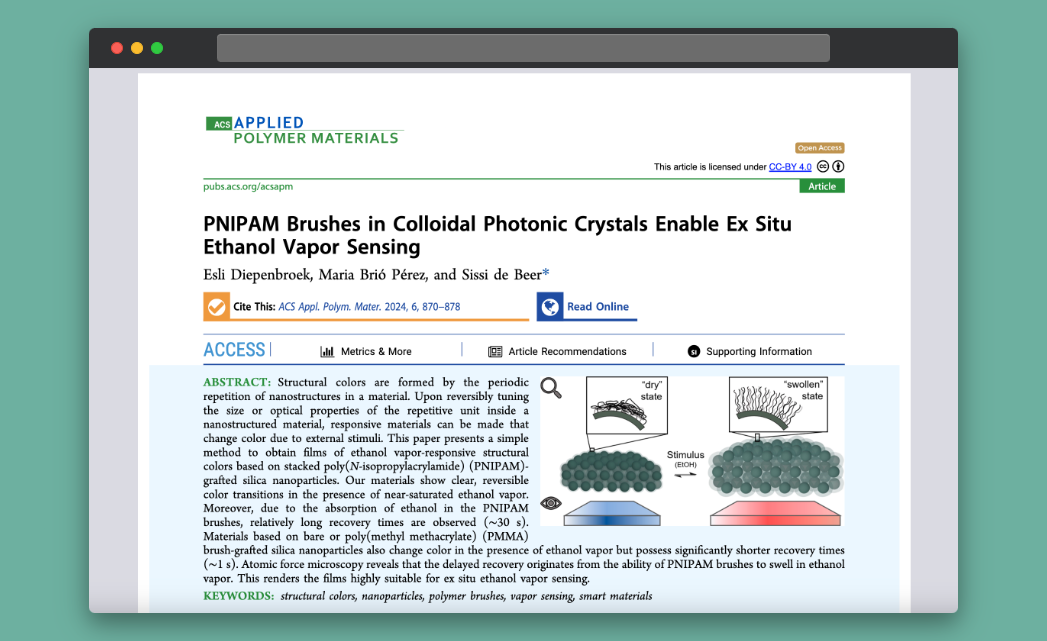 ACS APPLIED
POLYMER MATERIALS
Open Access
This article is licensed under CC-BY 4.0
pubs.acs.org/acsapm
Article
PNIPAM Brushes in Colloidal Photonic Crystals Enable Ex Situ
Ethanol Vapor Sensing
Esli Diepenbroek, Maria Brió Pérez, and Sissi de Beer*
Cite This: ACS Appl. Polym. Mater. 2024, 6, 870–878
Read Online
ACCESS
Metrics & More
Article Recommendations
SI Supporting Information
ABSTRACT: Structural colors are formed by the periodic
repetition of nanostructures in a material. Upon reversibly tuning
the size or optical properties of the repetitive unit inside a
nanostructured material, responsive materials can be made that
change color due to external stimuli. This paper presents a simple
method to obtain films of ethanol vapor-responsive structural
colors based on stacked poly(N-isopropylacrylamide) (PNIPAM)-
grafted silica nanoparticles. Our materials show clear, reversible
color transitions in the presence of near-saturated ethanol vapor.
Moreover, due to the absorption of ethanol in the PNIPAM
brushes, relatively long recovery times are observed (∼30 s).
Materials based on bare or poly(methyl methacrylate) (PMMA)
brush-grafted silica nanoparticles also change color in the presence of ethanol vapor but possess significantly shorter recovery times
(∼1 s). Atomic force microscopy reveals that the delayed recovery originates from the ability of PNIPAM brushes to swell in ethanol
vapor. This renders the films highly suitable for ex situ ethanol vapor sensing.
"dry"
state
"swollen"
state
Stimulus
(EtOH)
KEYWORDS: structural colors, nanoparticles, polymer brushes, vapor sensing, smart materials